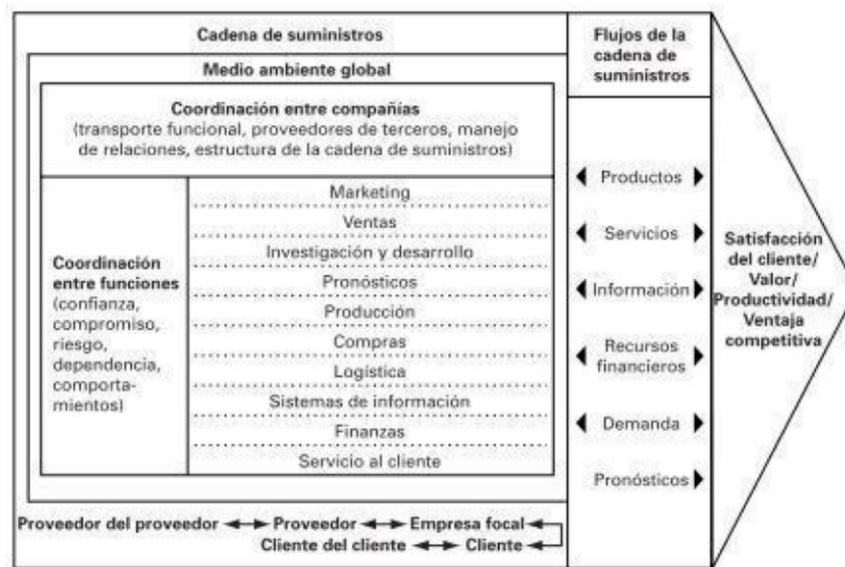 Cadena de suministros
Medio ambiente global
Coordinación entre compañías
(transporte funcional, proveedores de terceros, manejo
de relaciones, estructura de la cadena de suministros)
Coordinación
entre funciones
(confianza,
compromiso,
riesgo,
dependencia,
comporta-
mientos)
Marketing
Ventas
Investigación y desarrollo
Pronósticos
Producción
Compras
Logística
Sistemas de información
Finanzas
Servicio al cliente
Proveedor del proveedor Proveedor Empresa focal
Cliente del cliente Cliente
Flujos de la
cadena de
suministros
Productos
Servicios
Información
Recursos
financieros
Demanda
Pronósticos
Satisfacción
del cliente/
Valor/
Productividad/
Ventaja
competitiva